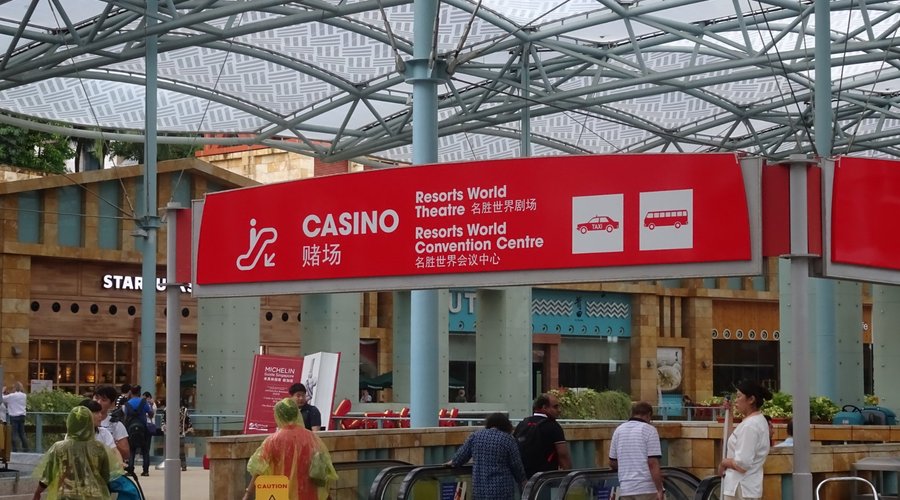 CASINO
赌场
Resorts World
Theatre 名胜世界剧场
Resorts World
Convention Centre
名胜世界会议中心
TAXI
MICHELIN
CAUTION